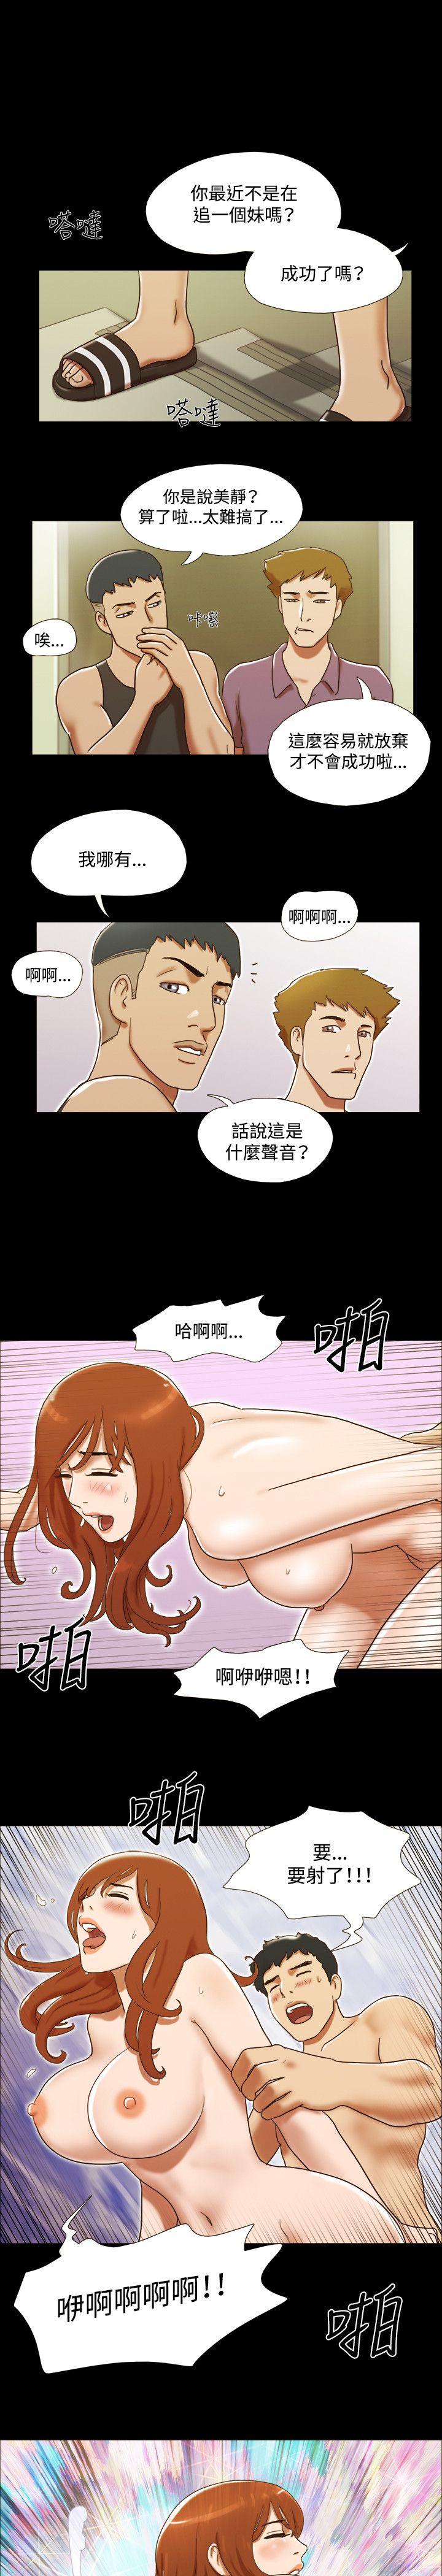 你最近不是在
追一個妹嗎？
嗒噠
成功了嗎？
嗒噠
你是說美靜？
算了啦...太難搞了...
咔嚓
唉...
這麼容易就放棄
才不會成功啦...
我哪有...
啊啊啊...
啊啊...
話說這是
什麼聲音？
哈啊啊...
啪
啪
啊咿咿嗯!!
啪
要...
要射了!!!
咿啊啊啊啊!!
啪